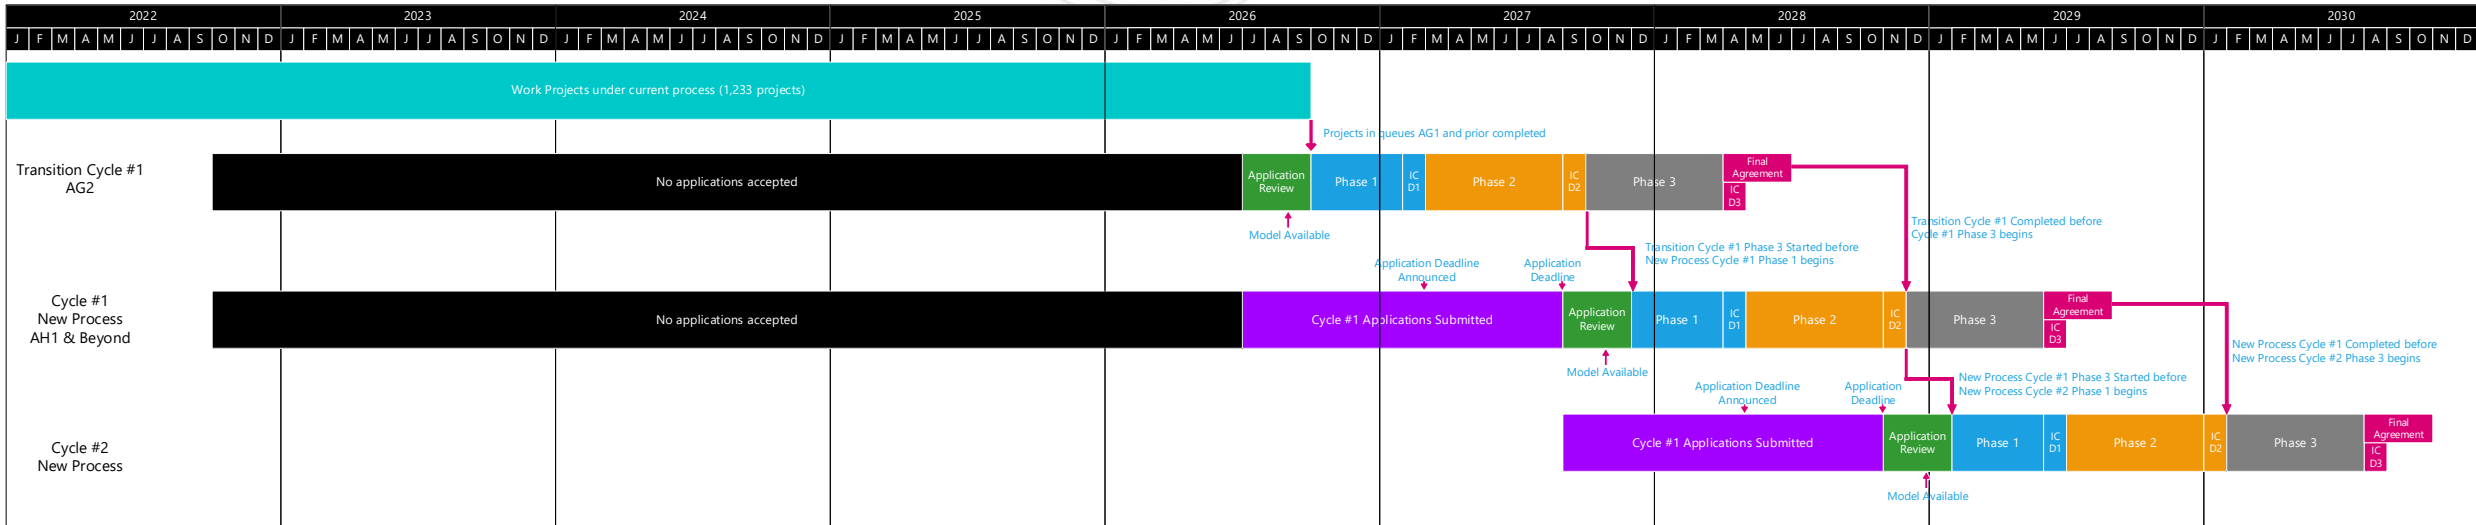 2022 2023 2024 2025 2026 2027 2028 2029 2030
J F M A M J J A S O N D J F M A M J J A S O N D J F M A M J J A S O N D J F M A M J J A S O N D J F M A M J J A S O N D J F M A M J J A S O N D J F M A M J J A S O N D J F M A M J J A S O N D J F M A M J J A S O N D
Work Projects under current process (1,233 projects)
Projects in queues AG1 and prior completed
Transition Cycle #1
AG2
No applications accepted
Application
Review
Phase 1
IC
D1
Phase 2
IC
D2
Phase 3
Final
Agreement
IC
D3
Model Available
Transition Cycle #1 Completed before
Cycle #1 Phase 3 begins
Transition Cycle #1 Phase 3 Started before
New Process Cycle #1 Phase 1 begins
Application Deadline
Announced
Application
Deadline
Cycle #1
New Process
AH1 & Beyond
No applications accepted
Cycle #1 Applications Submitted
Application
Review
Phase 1
IC
D1
Phase 2
IC
D2
Phase 3
Final
Agreement
IC
D3
Model Available
New Process Cycle #1 Completed before
New Process Cycle #2 Phase 3 begins
New Process Cycle #1 Phase 3 Started before
New Process Cycle #2 Phase 1 begins
Application Deadline
Announced
Application
Deadline
Cycle #2
New Process
Cycle #1 Applications Submitted
Application
Review
Phase 1
IC
D1
Phase 2
IC
D2
Phase 3
Final
Agreement
IC
D3
Model Available